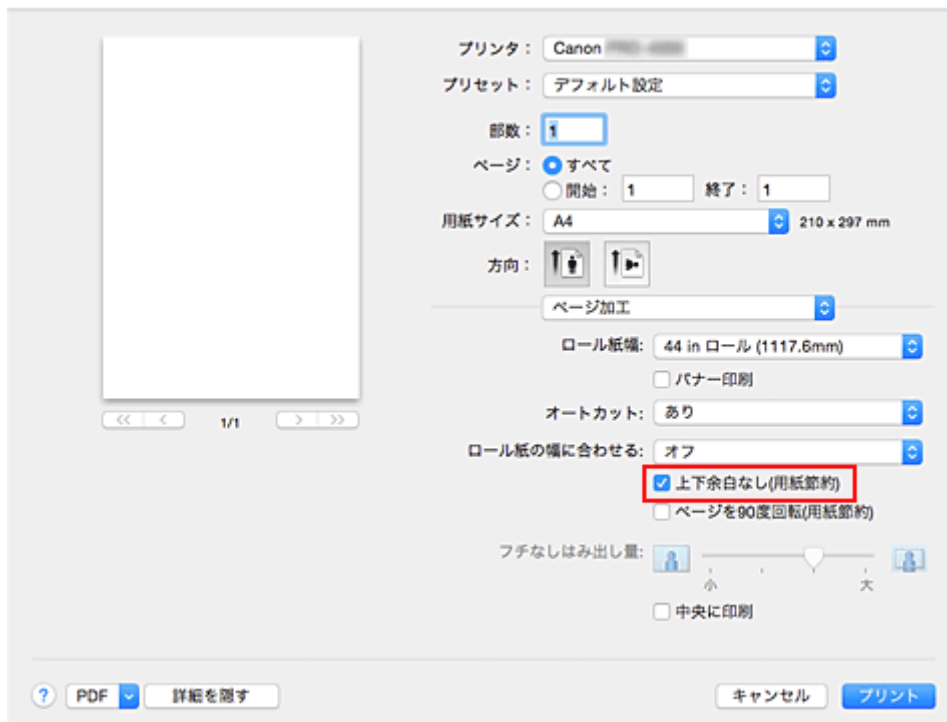 プリンタ： Canon
プリセット： デフォルト設定
部数： 1
ページ： すべて
開始： 1 終了： 1
用紙サイズ： A4 210 x 297 mm
方向：
ページ加工
ロール紙幅: 44 in ロール (1117.6mm)
バナー印刷
<< < 1/1 > >>
オートカット: あり
ロール紙の幅に合わせる: オフ
上下余白なし(用紙節約)
ページを90度回転(用紙節約)
フチなしはみ出し量:
小 大
中央に印刷
? PDF 詳細を隠す キャンセル プリント